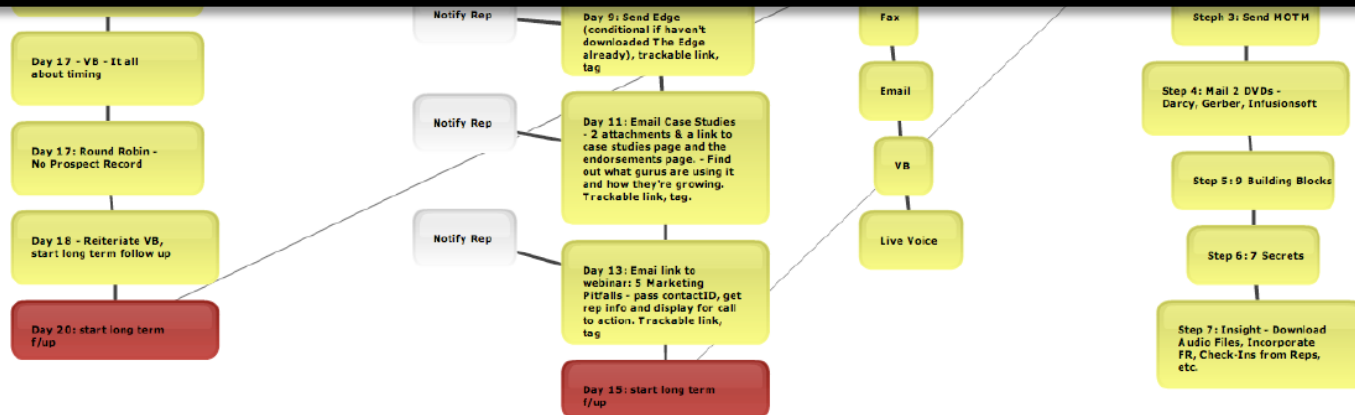 Day 17 - VB - It all
about timing
Day 17: Round Robin -
No Prospect Record
Day 18 - Reiteriate VB,
start long term follow up
Day 20: start long term
f/up
Notify Rep
Day 9: Send Edge
(conditional if haven't
downloaded The Edge
already), trackable link,
tag
Notify Rep
Day 11: Email Case Studies
- 2 attachments & a link to
case studies page and the
endorsements page. - Find
out what gurus are using it
and how they're growing.
Trackable link, tag.
Notify Rep
Day 13: Emai link to
webinar: 5 Marketing
Pitfalls - pass contactID, get
rep info and display for call
to action. Trackable link,
tag
Day 15: start long term
f/up
Fax
Email
VB
Live Voice
Steph 3: Send MOTM
Step 4: Mail 2 DVDs -
Darcy, Gerber, Infusionsoft
Step 5: 9 Building Blocks
Step 6: 7 Secrets
Step 7: Insight - Download
Audio Files, Incorporate
FR, Check-Ins from Reps,
etc.